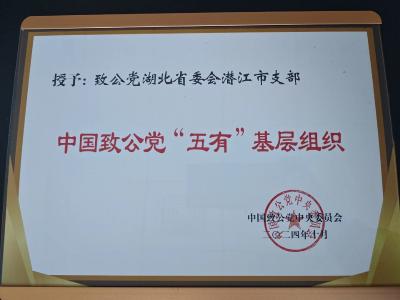 授予：致公党湖北省委会潜江市支部
中国致公党“五有”基层组织
中国致公党中央委员会
二〇二四年十月